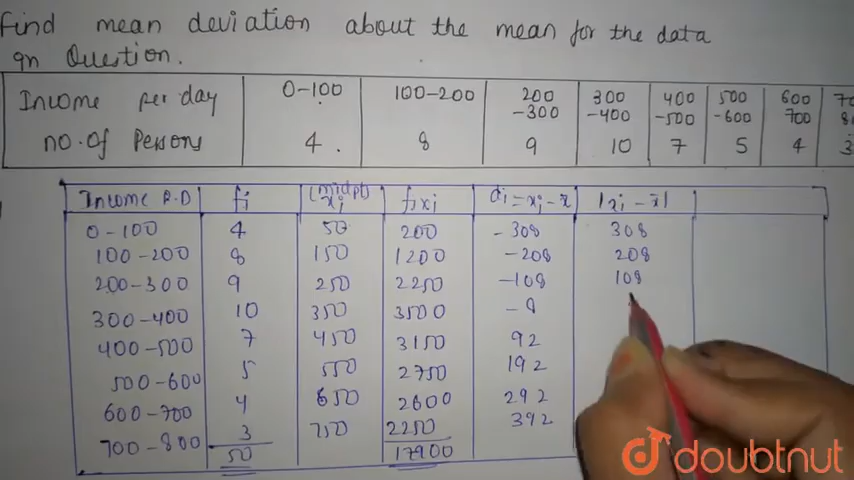 Find mean deviation about the mean for the data
in Question.
Income per day 0-100 100-200 200-300 300-400 400-500 500-600 600 700
no. of Persons 4. 8 9 10 7 5 4 3
Income P.D fi (midpt) xi fixi di = xi - x̄ |xi - x̄|
0-100 4 50 200 -308 308
100-200 8 150 1200 -208 208
200-300 9 250 2250 -108 108
300-400 10 350 3500 -8
400-500 7 450 3150 92
500-600 5 550 2750 192
600-700 4 650 2600 292
700-800 3 750 2250 392
50 17900
doubtnut